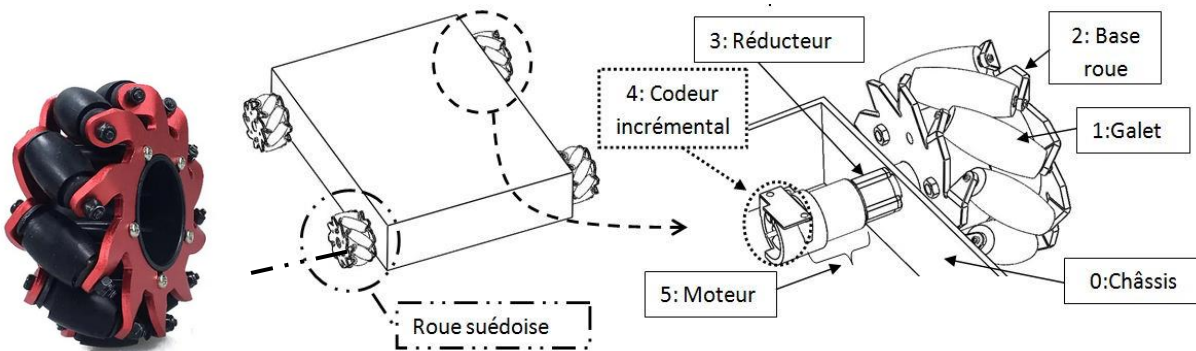 3: Réducteur
2: Base
roue
4: Codeur
incrémental
1:Galet
5: Moteur
0:Châssis
Roue suédoise